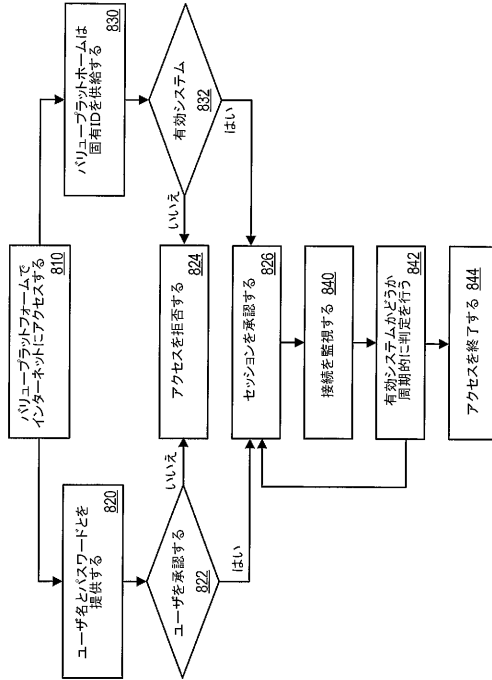 バリュープラットフォームで
インターネットにアクセスする
810
ユーザ名とパスワードとを
提供する
820
バリュープラットホームは
固有IDを供給する
830
ユーザを承認する
822
いいえ
はい
アクセスを拒否する
824
有効システム
832
いいえ
はい
セッションを承認する
826
接続を監視する
840
有効システムかどうか
周期的に判定を行う
842
アクセスを終了する
844